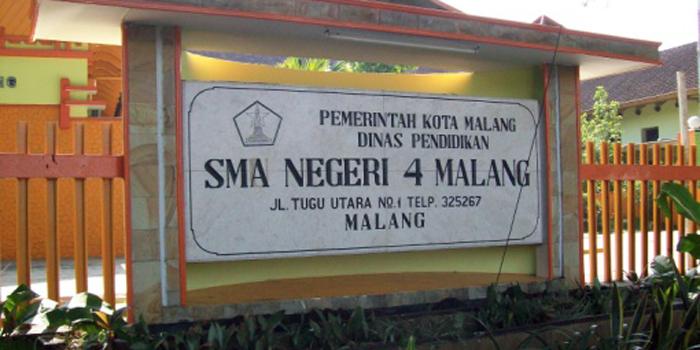 PEMERINTAH KOTA MALANG
DINAS PENDIDIKAN
SMA NEGERI 4 MALANG
JL. TUGU UTARA NO.1 TELP. 325267
MALANG